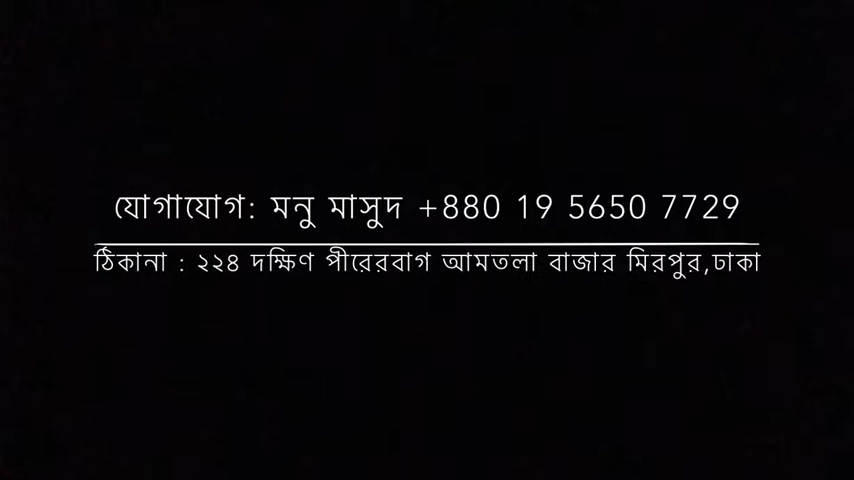 যোগাযোগ: মনু মাসুদ +880 19 5650 7729
ঠিকানা : ২২৪ দক্ষিণ পীরেরবাগ আমতলা বাজার মিরপুর,ঢাকা